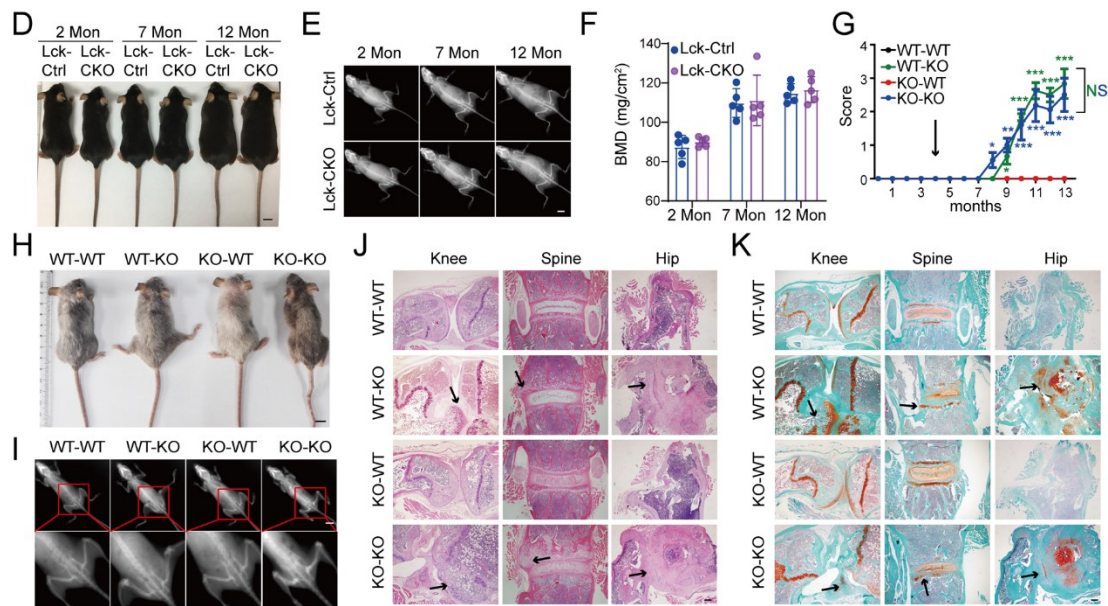 D
2 Mon 7 Mon 12 Mon
Lck- Lck- Lck- Lck- Lck- Lck-
Ctrl CKO Ctrl CKO Ctrl CKO
E
2 Mon 7 Mon 12 Mon
Lck-Ctrl
Lck-CKO
F
BMD (mg/cm²)
140
120
100
80
60
Lck-Ctrl
Lck-CKO
2 Mon 7 Mon 12 Mon
G
Score
4
3
2
1
0
WT-WT
WT-KO
KO-WT
KO-KO
*** *** *** ***
NS
* ** *** *** *** ***
*
1 3 5 7 9 11 13
months
H
WT-WT WT-KO KO-WT KO-KO
I
WT-WT WT-KO KO-WT KO-KO
J
Knee Spine Hip
WT-WT
WT-KO
KO-WT
KO-KO
K
Knee Spine Hip
WT-WT
WT-KO
KO-WT
KO-KO